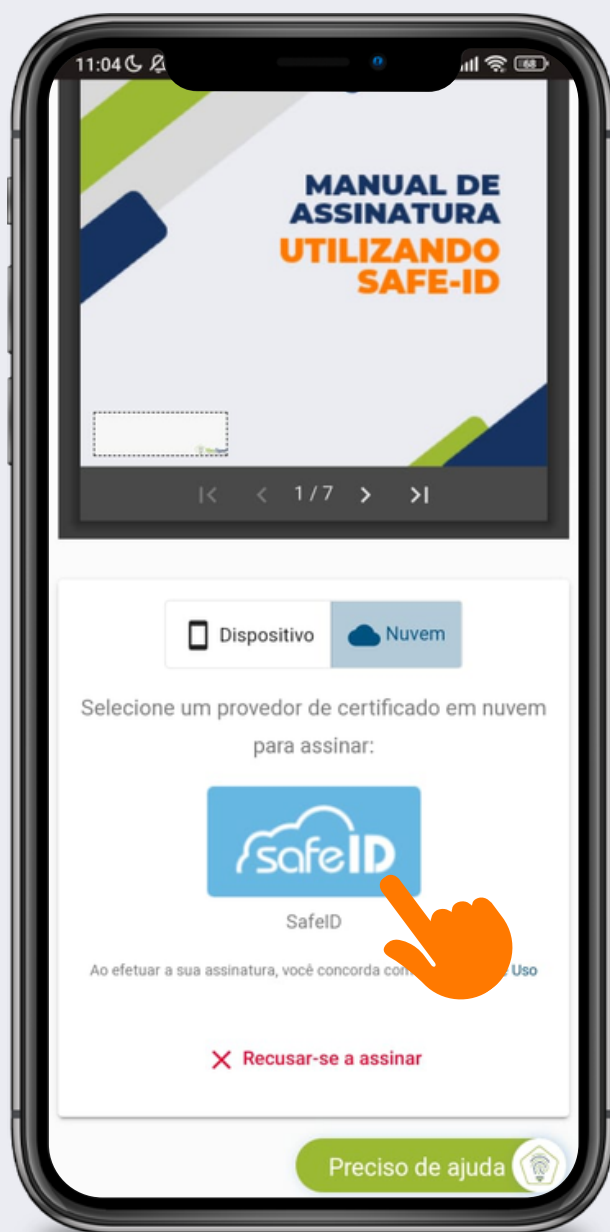 11:04
68
MANUAL DE
ASSINATURA
UTILIZANDO
SAFE-ID
1/7
Dispositivo
Nuvem
Selecione um provedor de certificado em nuvem
para assinar:
safeID
SafeID
Ao efetuar a sua assinatura, você concorda com Uso
Recusar-se a assinar
Preciso de ajuda